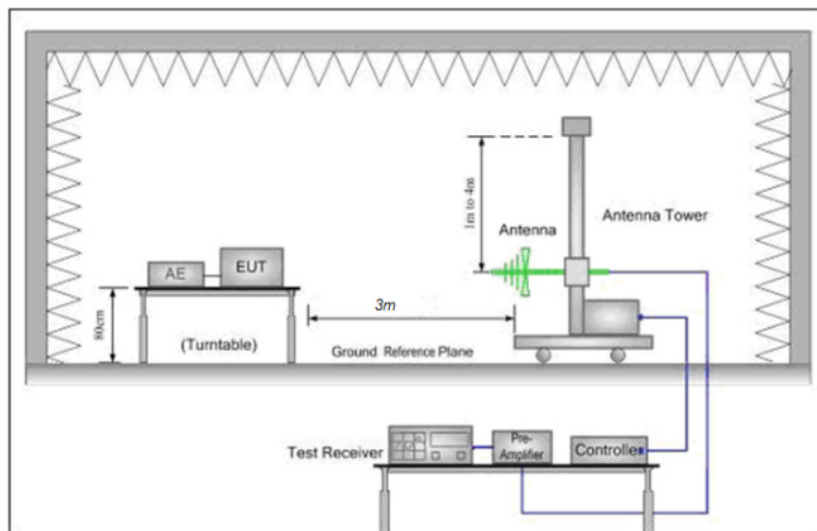 1m to 4m
Antenna
Antenna Tower
AE
EUT
80cm
(Turntable)
3m
Ground Reference Plane
Test Receiver
Pre-
Amplifier
Controller